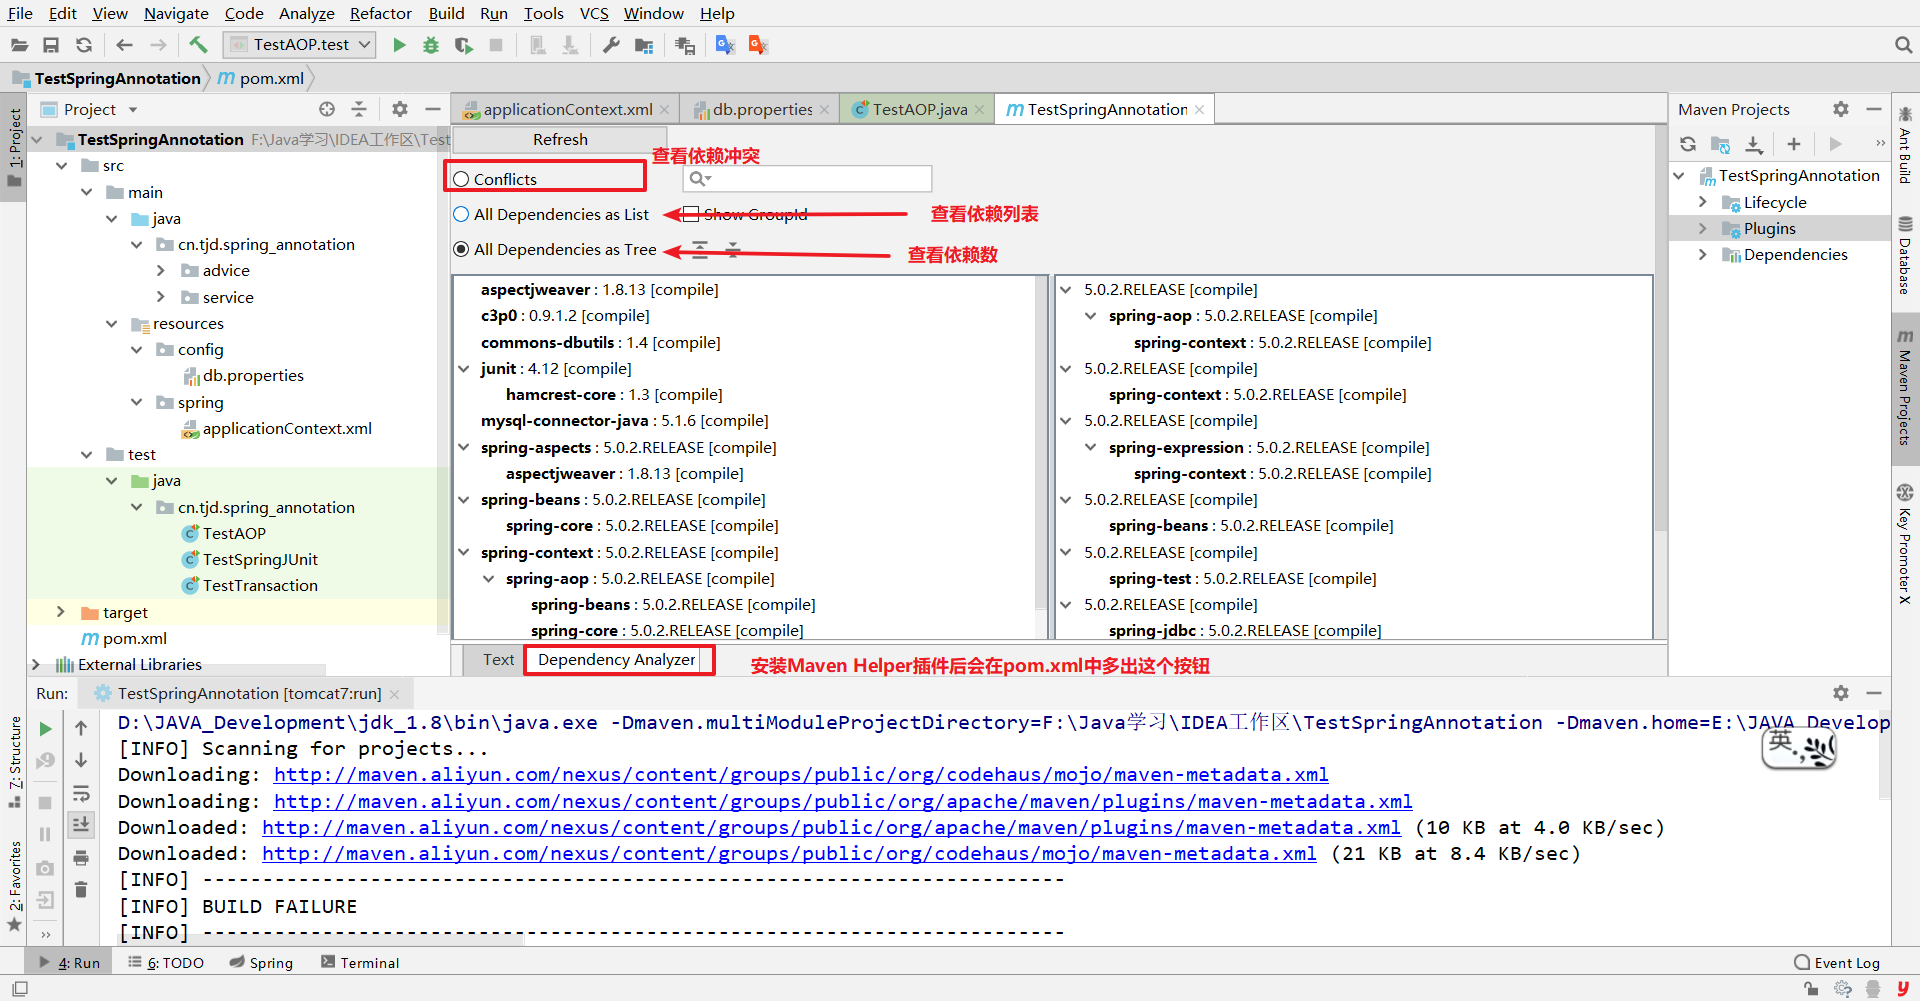 File Edit View Navigate Code Analyze Refactor Build Run Tools VCS Window Help
TestAOP.test
TestSpringAnnotation pom.xml
1: Project
Project
TestSpringAnnotation F:\Java学习\IDEA工作区\Test
src
main
java
cn.tjd.spring_annotation
advice
service
resources
config
db.properties
spring
applicationContext.xml
test
java
cn.tjd.spring_annotation
TestAOP
TestSpringJUnit
TestTransaction
target
pom.xml
External Libraries
applicationContext.xml db.properties TestAOP.java TestSpringAnnotation
Refresh
查看依赖冲突
Conflicts
All Dependencies as List Show GroupId 查看依赖列表
All Dependencies as Tree 查看依赖数
aspectjweaver : 1.8.13 [compile]
c3p0 : 0.9.1.2 [compile]
commons-dbutils : 1.4 [compile]
junit : 4.12 [compile]
hamcrest-core : 1.3 [compile]
mysql-connector-java : 5.1.6 [compile]
spring-aspects : 5.0.2.RELEASE [compile]
aspectjweaver : 1.8.13 [compile]
spring-beans : 5.0.2.RELEASE [compile]
spring-core : 5.0.2.RELEASE [compile]
spring-context : 5.0.2.RELEASE [compile]
spring-aop : 5.0.2.RELEASE [compile]
spring-beans : 5.0.2.RELEASE [compile]
spring-core : 5.0.2.RELEASE [compile]
5.0.2.RELEASE [compile]
spring-aop : 5.0.2.RELEASE [compile]
spring-context : 5.0.2.RELEASE [compile]
5.0.2.RELEASE [compile]
spring-context : 5.0.2.RELEASE [compile]
5.0.2.RELEASE [compile]
spring-expression : 5.0.2.RELEASE [compile]
spring-context : 5.0.2.RELEASE [compile]
5.0.2.RELEASE [compile]
spring-beans : 5.0.2.RELEASE [compile]
5.0.2.RELEASE [compile]
spring-test : 5.0.2.RELEASE [compile]
5.0.2.RELEASE [compile]
spring-jdbc : 5.0.2.RELEASE [compile]
Text Dependency Analyzer 安装Maven Helper插件后会在pom.xml中多出这个按钮
Maven Projects
TestSpringAnnotation
Lifecycle
Plugins
Dependencies
Ant Build
Database
Maven Projects
Key Promoter X
Run: TestSpringAnnotation [tomcat7:run]
7: Structure
2: Favorites
D:\JAVA_Development\jdk_1.8\bin\java.exe -Dmaven.multiModuleProjectDirectory=F:\Java学习\IDEA工作区\TestSpringAnnotation -Dmaven.home=E:\JAVA_Develop
[INFO] Scanning for projects...
Downloading: http://maven.aliyun.com/nexus/content/groups/public/org/codehaus/mojo/maven-metadata.xml
Downloading: http://maven.aliyun.com/nexus/content/groups/public/org/apache/maven/plugins/maven-metadata.xml
Downloaded: http://maven.aliyun.com/nexus/content/groups/public/org/apache/maven/plugins/maven-metadata.xml (10 KB at 4.0 KB/sec)
Downloaded: http://maven.aliyun.com/nexus/content/groups/public/org/codehaus/mojo/maven-metadata.xml (21 KB at 8.4 KB/sec)
[INFO] ------------------------------------------------------------------------
[INFO] BUILD FAILURE
[INFO] ------------------------------------------------------------------------
英
4: Run 6: TODO Spring Terminal Event Log